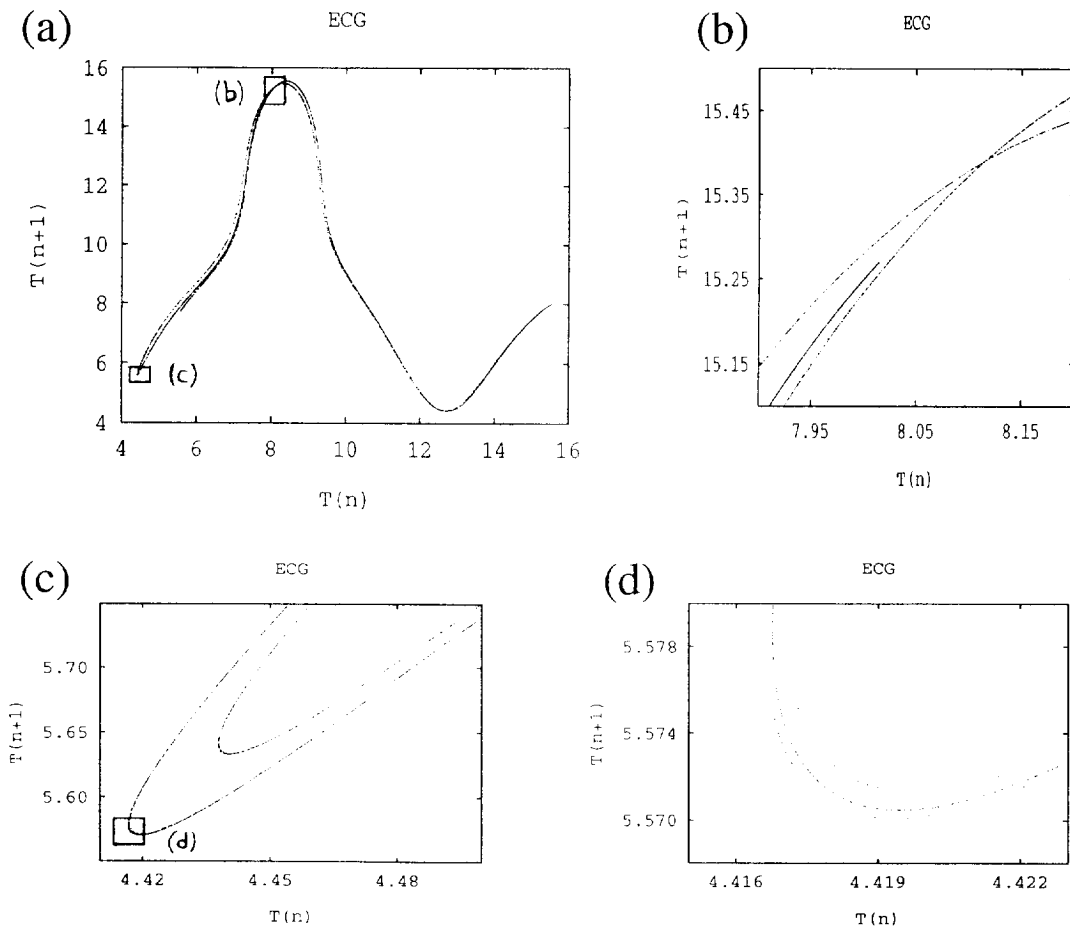 (a)
ECG
T(n+1)
16
14
12
10
8
6
4
(b)
(c)
4 6 8 10 12 14 16
T(n)
(b)
ECG
T(n+1)
15.45
15.35
15.25
15.15
7.95 8.05 8.15
T(n)
(c)
ECG
T(n+1)
5.70
5.65
5.60
(d)
4.42 4.45 4.48
T(n)
(d)
ECG
T(n+1)
5.578
5.574
5.570
4.416 4.419 4.422
T(n)